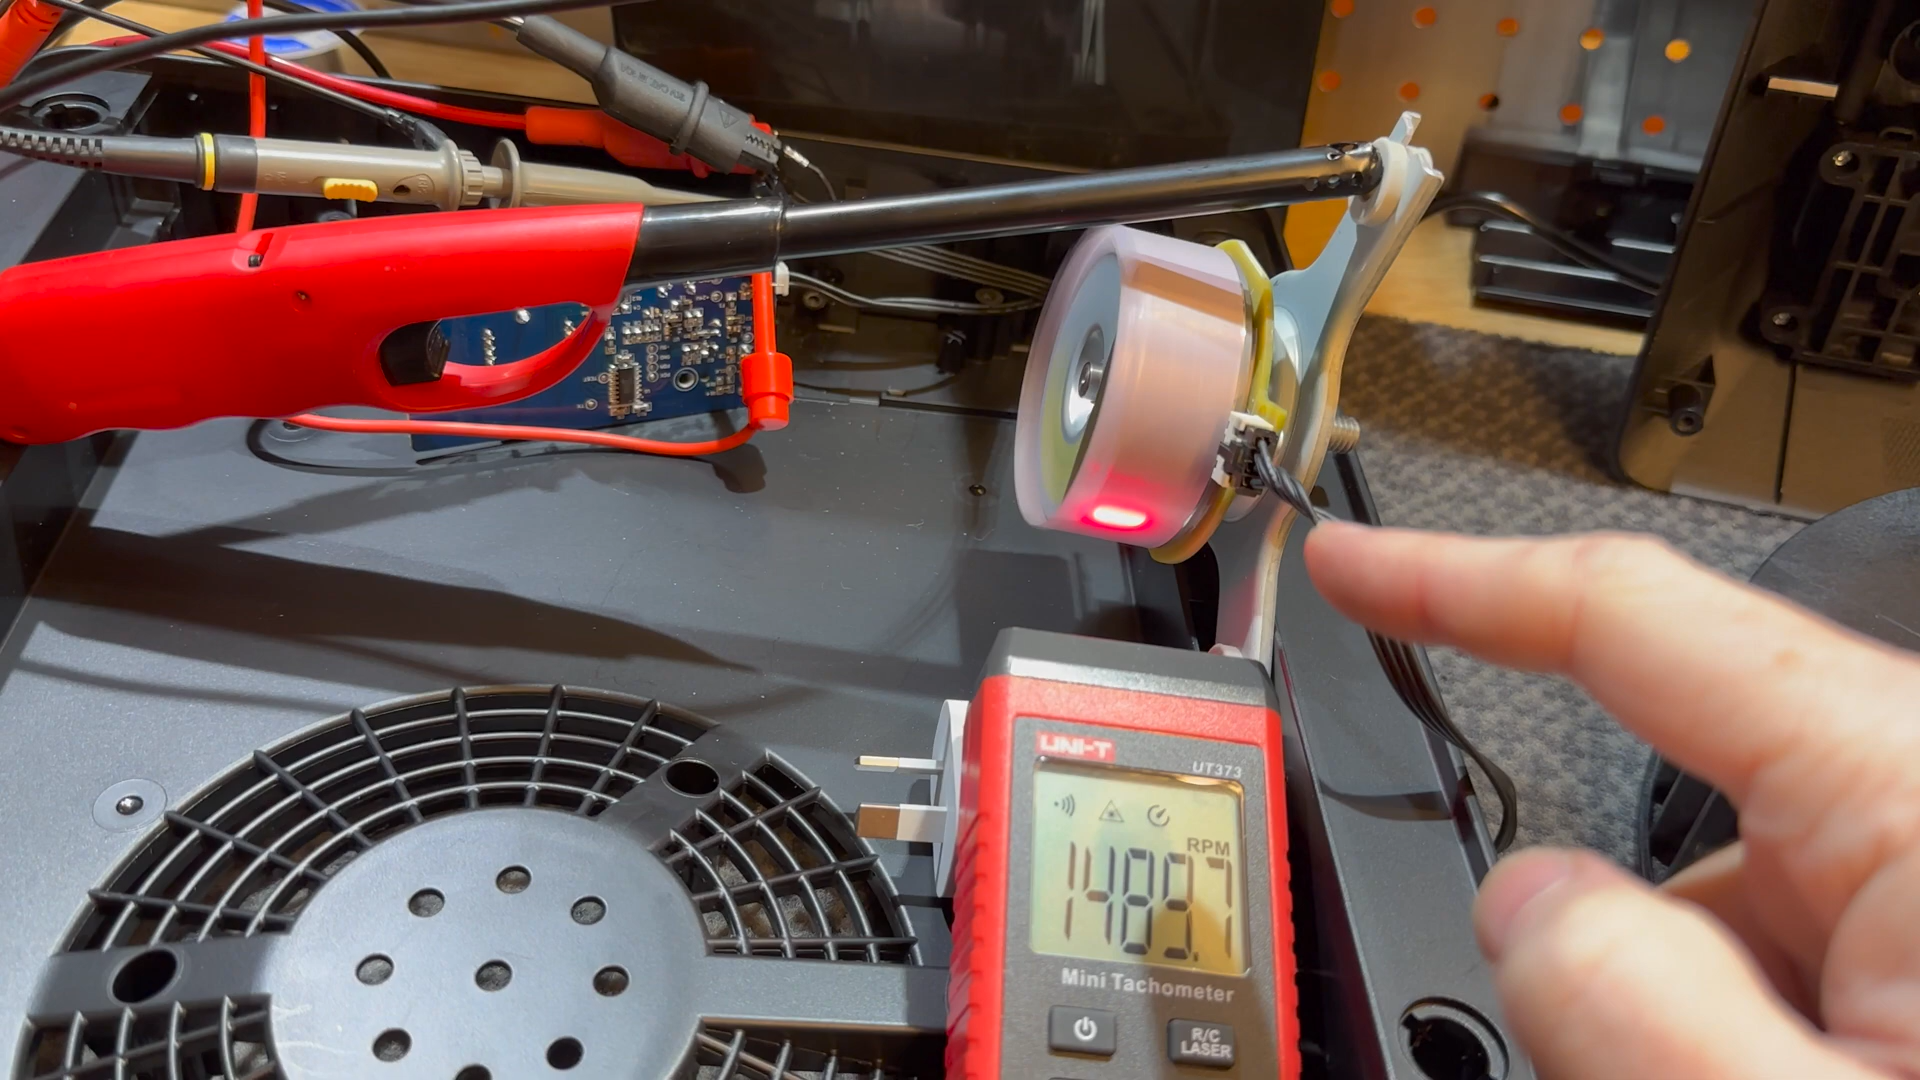 UNI-T
UT373
RPM
1489.7
Mini Tachometer
R/C
LASER